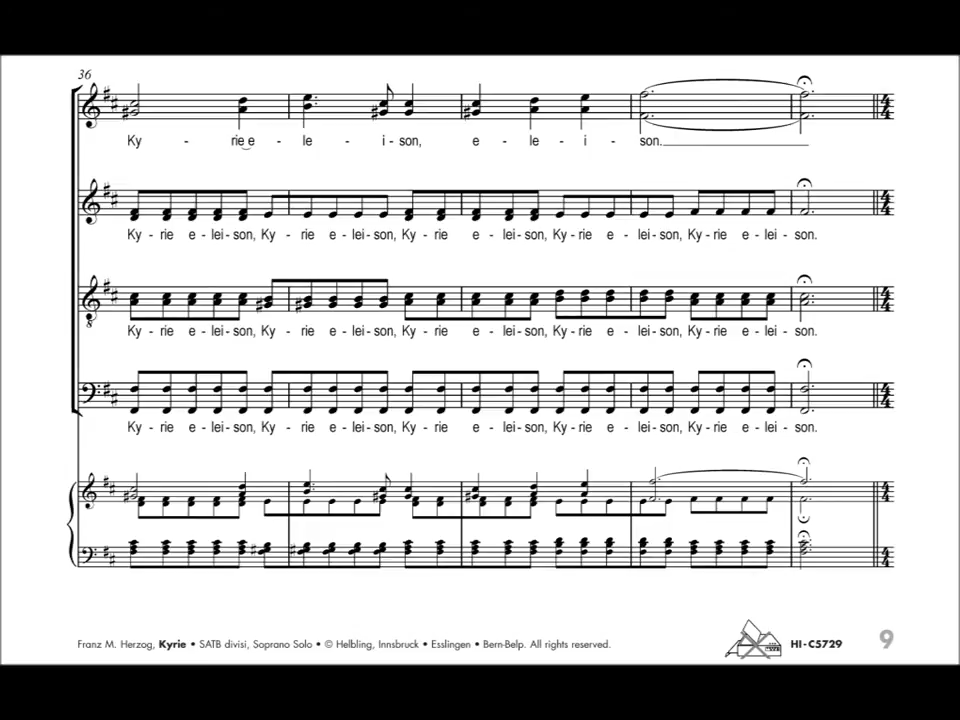 36
Ky - rie e - le - i - son, e - le - i - son.
Ky - rie e - lei - son, Ky - rie e - lei - son, Ky - rie e - lei - son, Ky - rie e - lei - son, Ky - rie e - lei - son.
Ky - rie e - lei - son, Ky - rie e - lei - son, Ky - rie e - lei - son, Ky - rie e - lei - son, Ky - rie e - lei - son.
Ky - rie e - lei - son, Ky - rie e - lei - son, Ky - rie e - lei - son, Ky - rie e - lei - son, Ky - rie e - lei - son.
Franz M. Herzog, Kyrie • SATB divisi, Soprano Solo • © Helbling, Innsbruck • Esslingen • Bern-Belp. All rights reserved.
HI-C5729
9